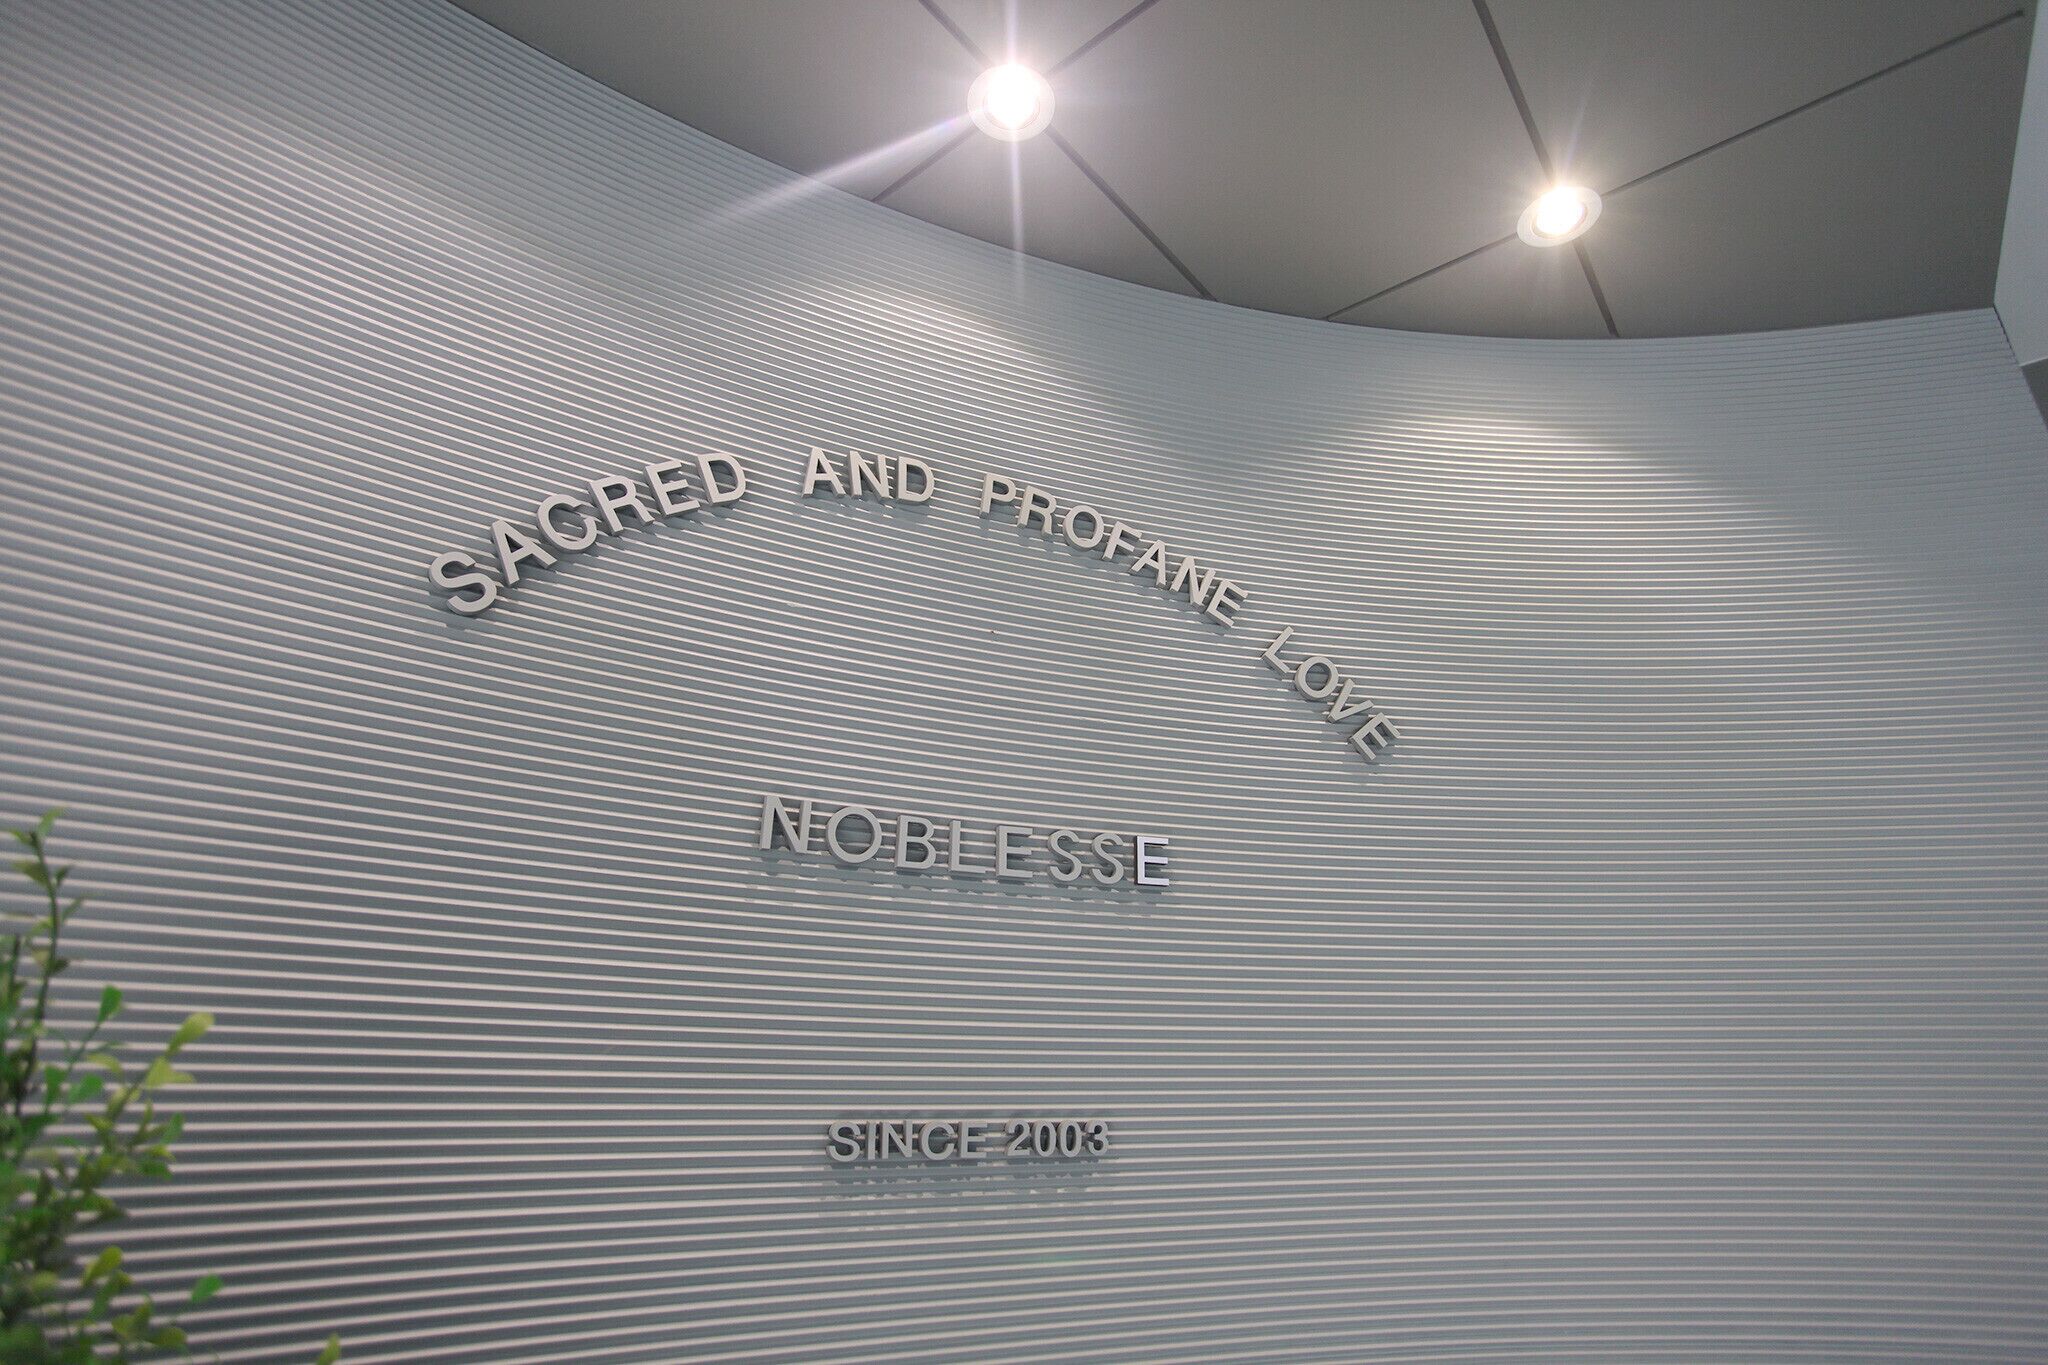 SACRED AND PROFANE LOVE
NOBLESSE
SINCE 2003